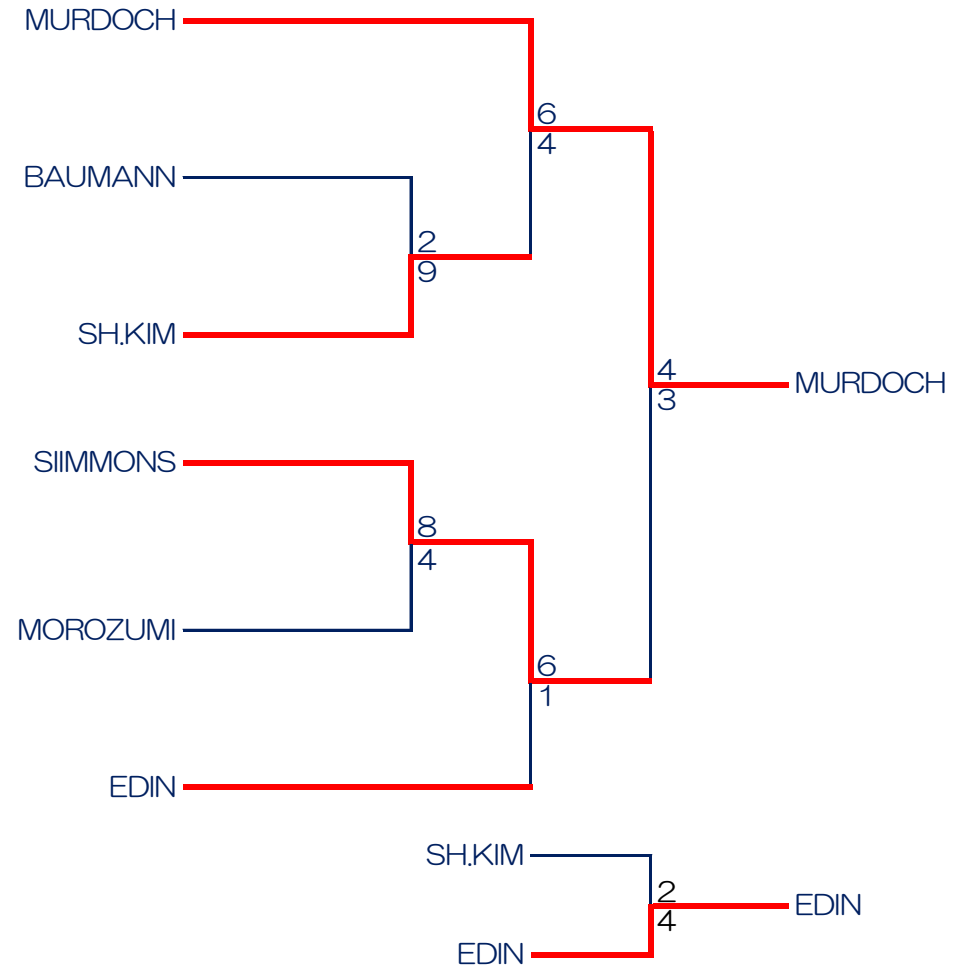 MURDOCH
6
4
BAUMANN
2
9
SH.KIM
4
MURDOCH
3
SIIMMONS
8
4
MOROZUMI
6
1
EDIN
SH.KIM
2
EDIN
4
EDIN